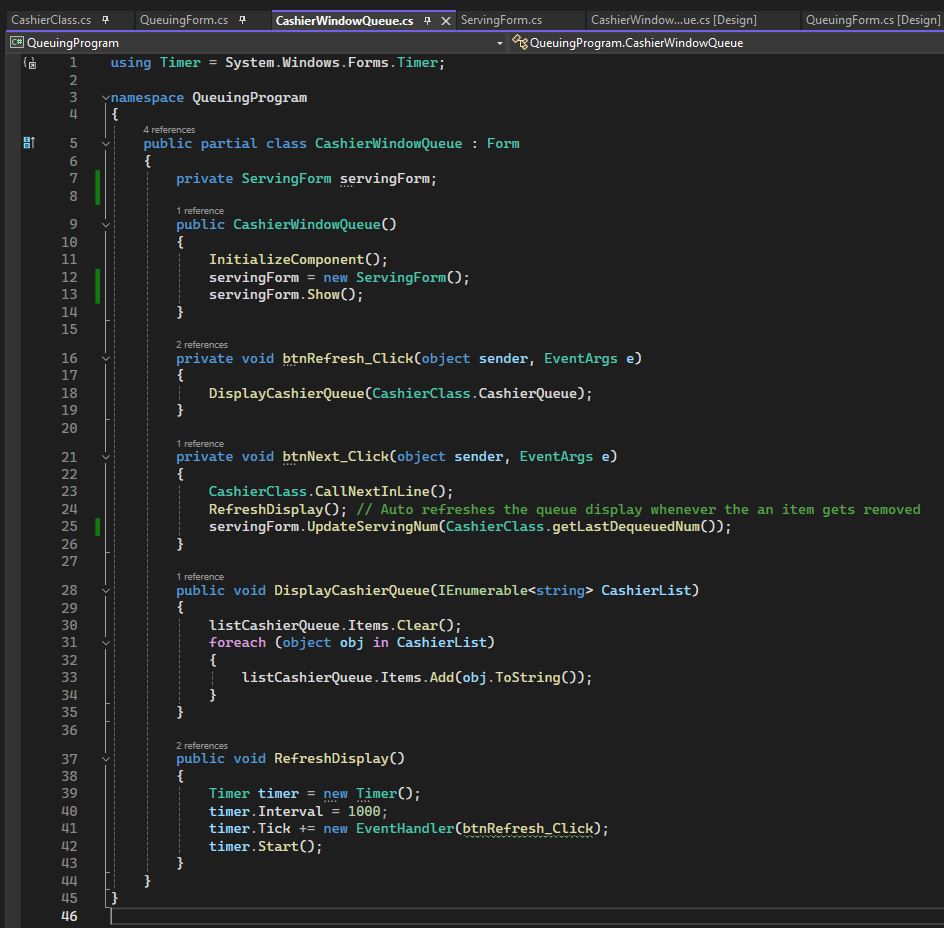 CashierClass.cs QueuingForm.cs CashierWindowQueue.cs ServingForm.cs CashierWindow...ue.cs [Design] QueuingForm.cs [Design]
C# QueuingProgram QueuingProgram.CashierWindowQueue
1 using Timer = System.Windows.Forms.Timer;
2
3 namespace QueuingProgram
4 {
4 references
5 public partial class CashierWindowQueue : Form
6 {
7 private ServingForm servingForm;
8
1 reference
9 public CashierWindowQueue()
10 {
11 InitializeComponent();
12 servingForm = new ServingForm();
13 servingForm.Show();
14 }
15
2 references
16 private void btnRefresh_Click(object sender, EventArgs e)
17 {
18 DisplayCashierQueue(CashierClass.CashierQueue);
19 }
20
1 reference
21 private void btnNext_Click(object sender, EventArgs e)
22 {
23 CashierClass.CallNextInLine();
24 RefreshDisplay(); // Auto refreshes the queue display whenever the an item gets removed
25 servingForm.UpdateServingNum(CashierClass.getLastDequeuedNum());
26 }
27
1 reference
28 public void DisplayCashierQueue(IEnumerable<string> CashierList)
29 {
30 listCashierQueue.Items.Clear();
31 foreach (object obj in CashierList)
32 {
33 listCashierQueue.Items.Add(obj.ToString());
34 }
35 }
36
2 references
37 public void RefreshDisplay()
38 {
39 Timer timer = new Timer();
40 timer.Interval = 1000;
41 timer.Tick += new EventHandler(btnRefresh_Click);
42 timer.Start();
43 }
44 }
45 }
46